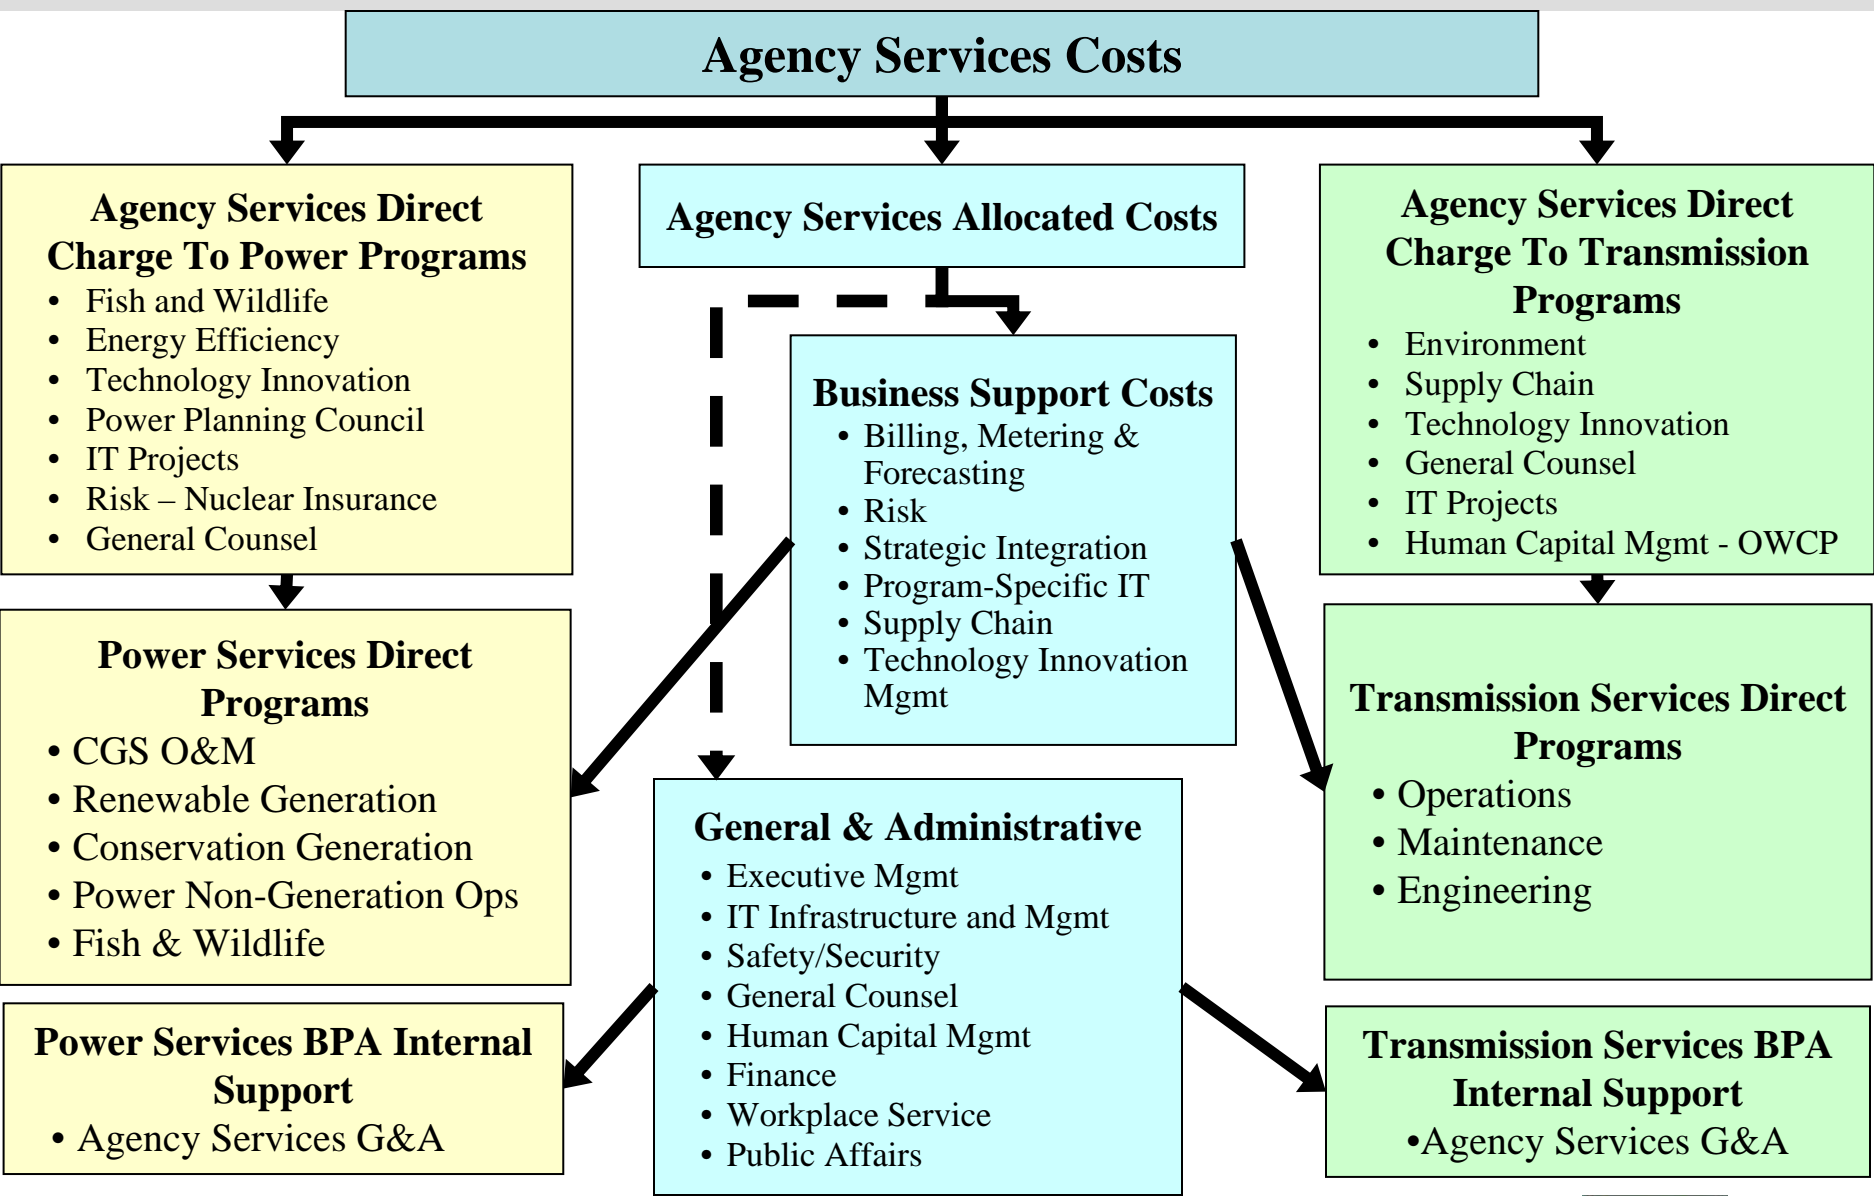 Agency Services Costs
Agency Services Direct
Charge To Power Programs
• Fish and Wildlife
• Energy Efficiency
• Technology Innovation
• Power Planning Council
• IT Projects
• Risk – Nuclear Insurance
• General Counsel
Agency Services Allocated Costs
Agency Services Direct
Charge To Transmission
Programs
• Environment
• Supply Chain
• Technology Innovation
• General Counsel
• IT Projects
• Human Capital Mgmt - OWCP
Business Support Costs
• Billing, Metering &
Forecasting
• Risk
• Strategic Integration
• Program-Specific IT
• Supply Chain
• Technology Innovation
Mgmt
Power Services Direct
Programs
• CGS O&M
• Renewable Generation
• Conservation Generation
• Power Non-Generation Ops
• Fish & Wildlife
Transmission Services Direct
Programs
• Operations
• Maintenance
• Engineering
General & Administrative
• Executive Mgmt
• IT Infrastructure and Mgmt
• Safety/Security
• General Counsel
• Human Capital Mgmt
• Finance
• Workplace Service
• Public Affairs
Power Services BPA Internal
Support
• Agency Services G&A
Transmission Services BPA
Internal Support
•Agency Services G&A